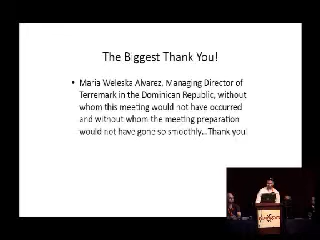 The Biggest Thank You!
• Maria Weleska Alvarez, Managing Director of
Terremark in the Dominican Republic, without
whom this meeting would not have occurred
and without whom the meeting preparation
would not have gone so smoothly...Thank you!